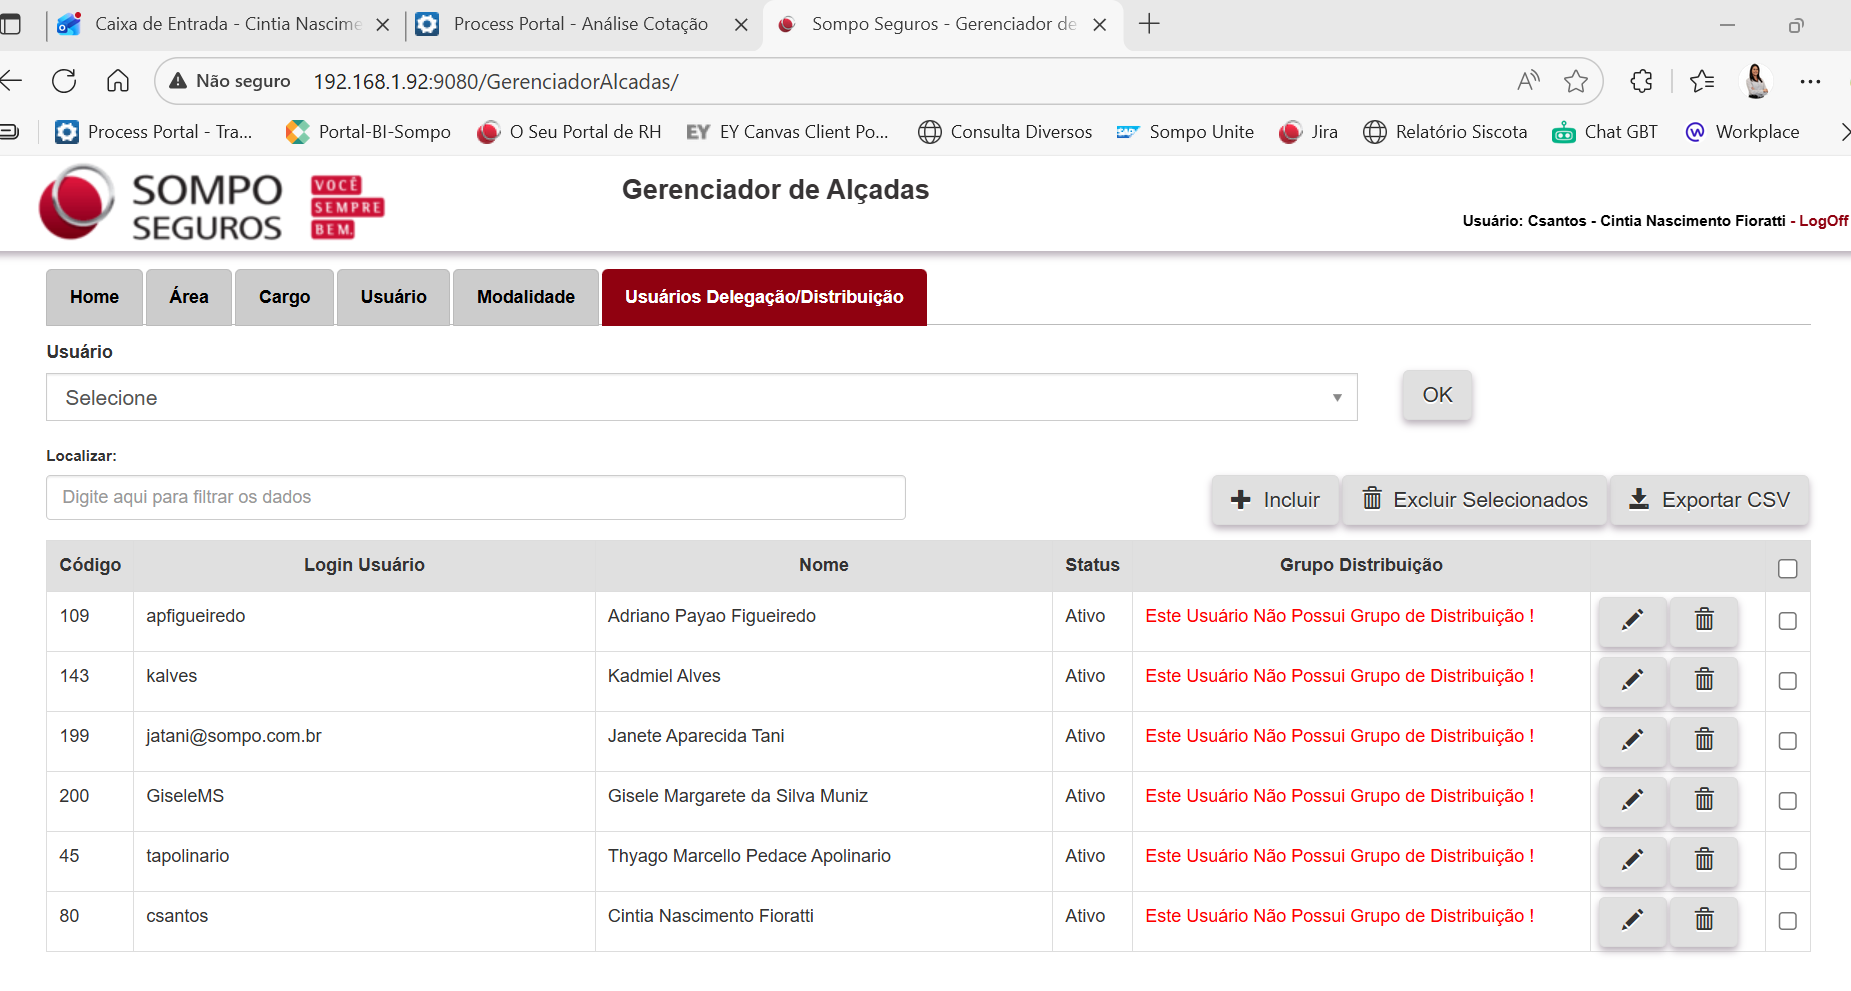 Caixa de Entrada - Cintia Nascime
Process Portal - Análise Cotação
Sompo Seguros - Gerenciador de
Não seguro 192.168.1.92:9080/GerenciadorAlcadas/
Process Portal - Tra...
Portal-BI-Sompo
O Seu Portal de RH
EY EY Canvas Client Po...
Consulta Diversos
SAP Sompo Unite
Jira
Relatório Siscota
Chat GBT
Workplace
SOMPO
SEGUROS
VOCÊ
SEMPRE
BEM.
Gerenciador de Alçadas
Usuário: Csantos - Cintia Nascimento Fioratti - LogOff
Home Área Cargo Usuário Modalidade Usuários Delegação/Distribuição
Usuário
Selecione
OK
Localizar:
Digite aqui para filtrar os dados
Incluir Excluir Selecionados Exportar CSV
Código Login Usuário Nome Status Grupo Distribuição
109 apfigueiredo Adriano Payao Figueiredo Ativo Este Usuário Não Possui Grupo de Distribuição !
143 kalves Kadmiel Alves Ativo Este Usuário Não Possui Grupo de Distribuição !
199 jatani@sompo.com.br Janete Aparecida Tani Ativo Este Usuário Não Possui Grupo de Distribuição !
200 GiseleMS Gisele Margarete da Silva Muniz Ativo Este Usuário Não Possui Grupo de Distribuição !
45 tapolinario Thyago Marcello Pedace Apolinario Ativo Este Usuário Não Possui Grupo de Distribuição !
80 csantos Cintia Nascimento Fioratti Ativo Este Usuário Não Possui Grupo de Distribuição !